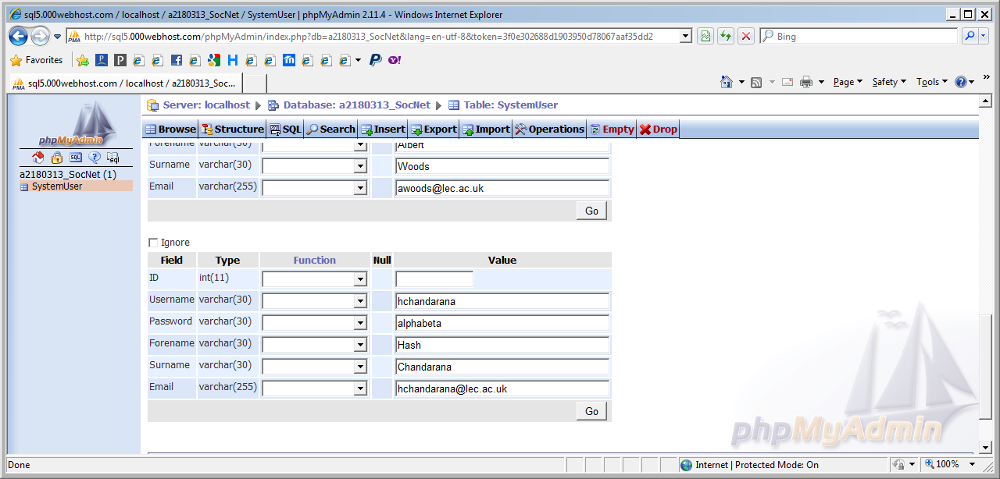 sql5.000webhost.com / localhost / a2180313_SocNet / SystemUser | phpMyAdmin 2.11.4 - Windows Internet Explorer
http://sql5.000webhost.com/phpMyAdmin/index.php?db=a2180313_SocNet&lang=en-utf-8&token=3f0e302688d1903950d78067aaf35dd2
Bing
Favorites
sql5.000webhost.com / localhost / a2180313_Soc...
Page Safety Tools
Server: localhost Database: a2180313_SocNet Table: SystemUser
Browse Structure SQL Search Insert Export Import Operations Empty Drop
phpMyAdmin
a2180313_SocNet (1)
SystemUser
Forename varchar(30) Albert
Surname varchar(30) Woods
Email varchar(255) awoods@lec.ac.uk
Go
Ignore
Field Type Function Null Value
ID int(11)
Username varchar(30) hchandarana
Password varchar(30) alphabeta
Forename varchar(30) Hash
Surname varchar(30) Chandarana
Email varchar(255) hchandarana@lec.ac.uk
Go
phpMyAdmin
Done Internet | Protected Mode: On 100%